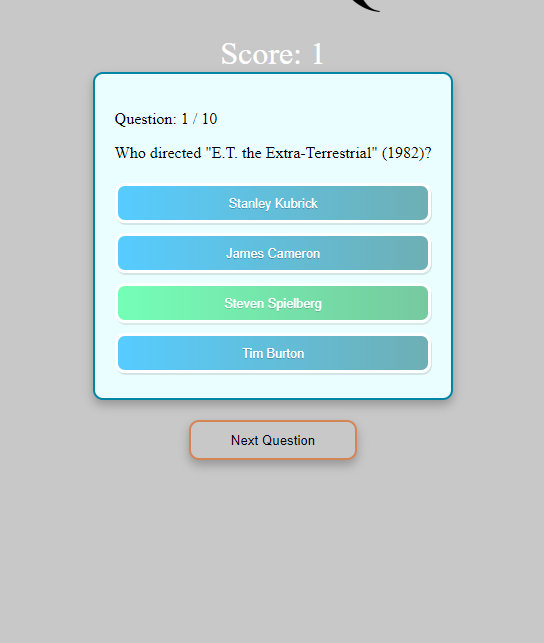 Score: 1
Question: 1 / 10
Who directed "E.T. the Extra-Terrestrial" (1982)?
Stanley Kubrick
James Cameron
Steven Spielberg
Tim Burton
Next Question